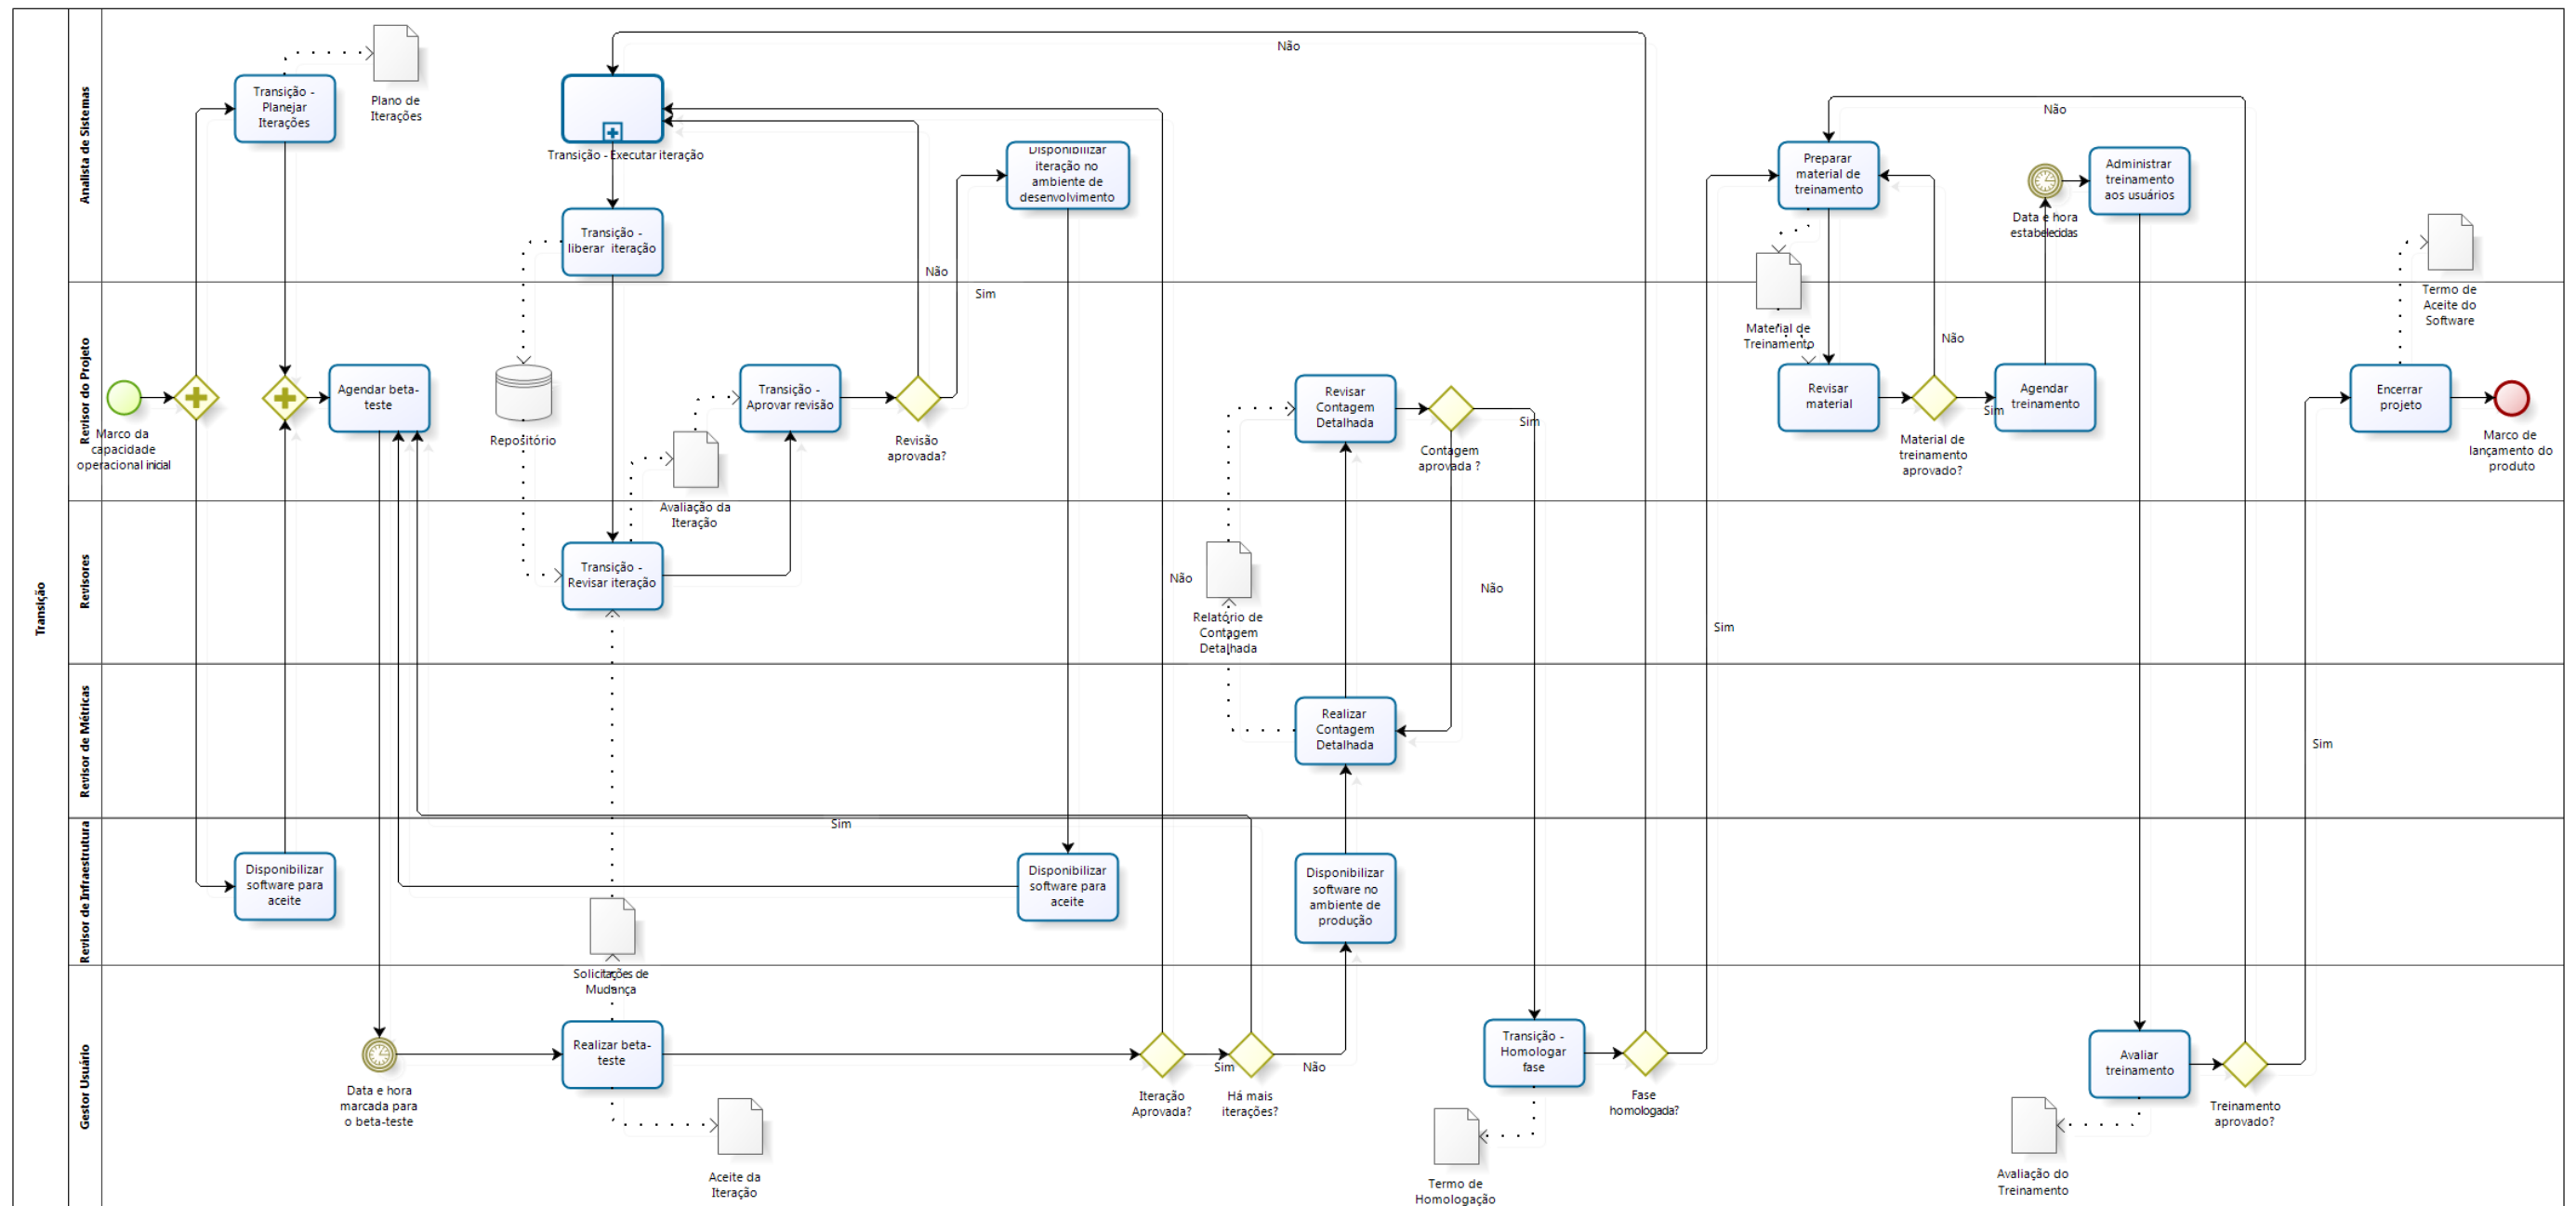 Transição
Analista de Sistemas
Transição -
Planejar
Iterações
Plano de
Iterações
Transição - Executar iteração
Transição -
liberar iteração
Disponibilizar
iteração no
ambiente de
desenvolvimento
Não
Não
Sim
Não
Preparar
material de
treinamento
Data e hora
estabelecidas
Administrar
treinamento
aos usuários
Revisor do Projeto
Marco da
capacidade
operacional inicial
Agendar beta-
teste
Repositório
Avaliação da
Iteração
Transição -
Aprovar revisão
Revisão
aprovada?
Revisar
Contagem
Detalhada
Contagem
aprovada ?
Sim
Material de
Treinamento
Revisar
material
Não
Material de
treinamento
aprovado?
Sim
Agendar
treinamento
Termo de
Aceite do
Software
Encerrar
projeto
Marco de
lançamento do
produto
Revisores
Transição -
Revisar iteração
Não
Relatório de
Contagem
Detalhada
Não
Sim
Revisor de Métricas
Realizar
Contagem
Detalhada
Sim
Revisor de Infraestrutura
Sim
Disponibilizar
software para
aceite
Disponibilizar
software para
aceite
Disponibilizar
software no
ambiente de
produção
Solicitações de
Mudança
Gestor Usuário
Data e hora
marcada para
o beta-teste
Realizar beta-
teste
Aceite da
Iteração
Iteração
Aprovada?
Sim
Há mais
iterações?
Não
Transição -
Homologar
fase
Termo de
Homologação
Fase
homologada?
Avaliar
treinamento
Avaliação do
Treinamento
Treinamento
aprovado?